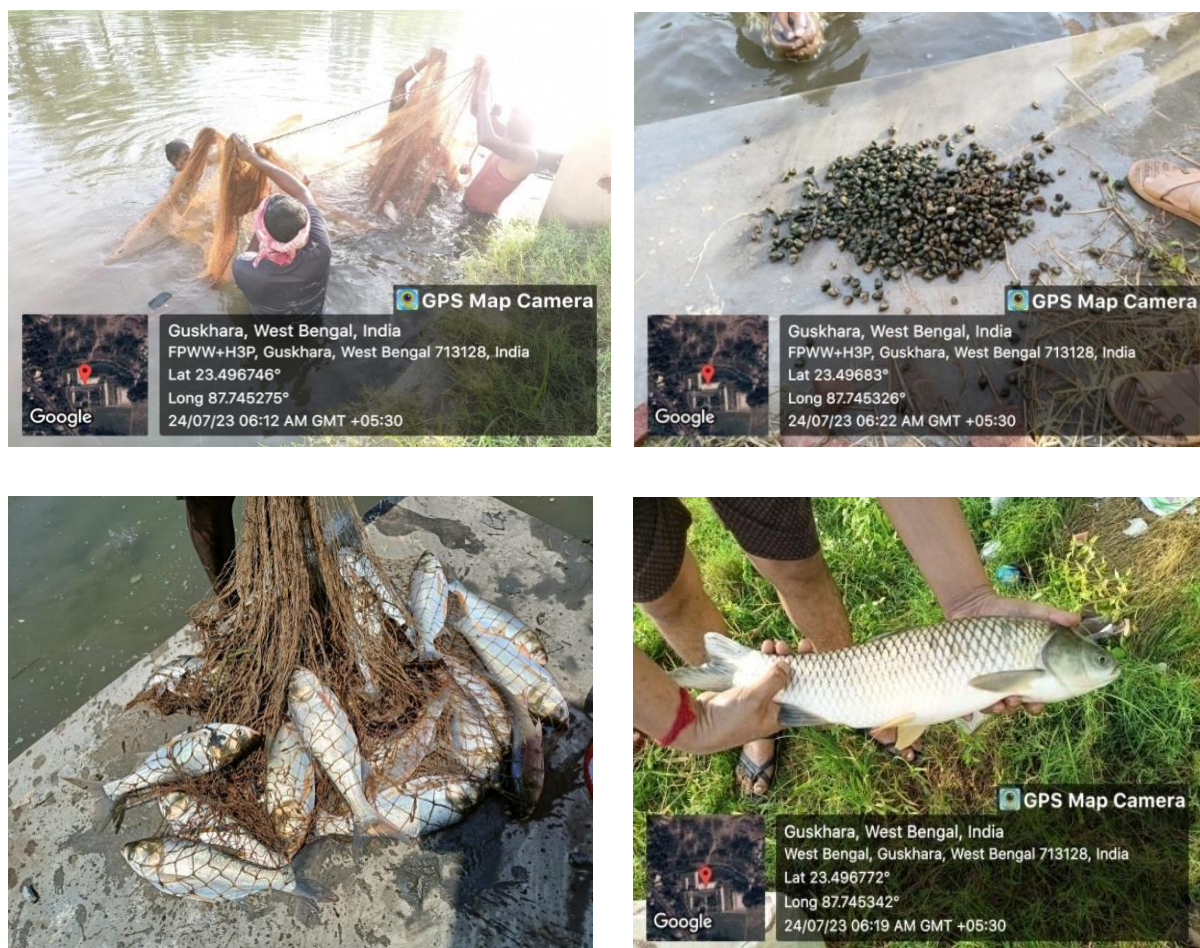 GPS Map Camera
Guskhara, West Bengal, India
FPWW+H3P, Guskhara, West Bengal 713128, India
Lat 23.496746°
Long 87.745275°
24/07/23 06:12 AM GMT +05:30
Google
GPS Map Camera
Guskhara, West Bengal, India
FPWW+H3P, Guskhara, West Bengal 713128, India
Lat 23.49683°
Long 87.745326°
24/07/23 06:22 AM GMT +05:30
Google
GPS Map Camera
Guskhara, West Bengal, India
West Bengal, Guskhara, West Bengal 713128, India
Lat 23.496772°
Long 87.745342°
24/07/23 06:19 AM GMT +05:30
Google